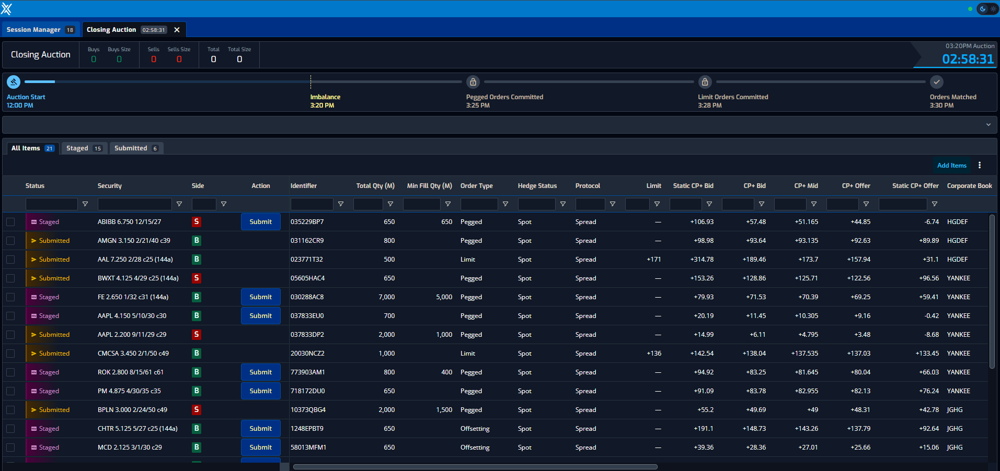 Session Manager 18 Closing Auction 02:58:31
Closing Auction Buys 0 Buys Size 0 Sells 0 Sells Size 0 Total 0 Total Size 0 03:20PM Auction 02:58:31
Auction Start Imbalance Pegged Orders Committed Limit Orders Committed Orders Matched
12:00 PM 3:20 PM 3:25 PM 3:28 PM 3:30 PM
All Items 21 Staged 15 Submitted 6
Add Items
Status Security Side Action Identifier Total Qty (M) Min Fill Qty (M) Order Type Hedge Status Protocol Limit Static CP+ Bid CP+ Bid CP+ Mid CP+ Offer Static CP+ Offer Corporate Book
Staged ABIBB 6.750 12/15/27 S Submit 035229BP7 650 650 Pegged Spot Spread — +106.93 +57.48 +51.165 +44.85 -6.74 HGDEF
Submitted AMGN 3.150 2/21/40 c39 B 031162CR9 800 Pegged Spot Spread — +98.98 +93.64 +93.135 +92.63 +89.89 HGDEF
Submitted AAL 7.250 2/28 c25 (144a) B 023771T32 500 Limit Spot Spread +171 +314.78 +189.46 +173.7 +157.94 +31.1 HGDEF
Submitted BWXT 4.125 4/29 c25 (144a) S 05605HAC4 650 Pegged Spot Spread — +153.26 +128.86 +125.71 +122.56 +96.56 YANKEE
Staged FE 2.650 1/32 c31 (144a) B Submit 030288AC8 7,000 5,000 Pegged Spot Spread — +79.93 +71.53 +70.39 +69.25 +59.41 YANKEE
Staged AAPL 4.150 5/10/30 c30 B Submit 037833EU0 700 Pegged Spot Spread — +20.19 +11.45 +10.305 +9.16 -0.42 YANKEE
Submitted AAPL 2.200 9/11/29 c29 S 037833DP2 2,000 1,000 Pegged Spot Spread — +14.99 +6.11 +4.795 +3.48 -8.68 YANKEE
Submitted CMCSA 3.450 2/1/50 c49 B 20030NCZ2 1,000 Limit Spot Spread +136 +142.54 +138.04 +137.535 +137.03 +133.45 YANKEE
Staged ROK 2.800 8/15/61 c61 B Submit 773903AM1 800 400 Pegged Spot Spread — +94.92 +83.25 +81.645 +80.04 +66.03 YANKEE
Staged PM 4.875 4/30/35 c35 B Submit 718172DU0 650 Pegged Spot Spread — +91.09 +83.78 +82.955 +82.13 +76.24 YANKEE
Submitted BPLN 3.000 2/24/50 c49 S 10373QBG4 2,000 1,500 Pegged Spot Spread — +55.2 +49.69 +49 +48.31 +42.78 JGHG
Staged CHTR 5.125 5/27 c25 (144a) B Submit 1248EPBT9 650 Offsetting Spot Spread — +191.1 +148.73 +143.26 +137.79 +92.64 JGHG
Staged MCD 2.125 3/1/30 c29 B Submit 58013MFM1 650 Offsetting Spot Spread — +39.36 +28.36 +27.01 +25.66 +15.06 JGHG